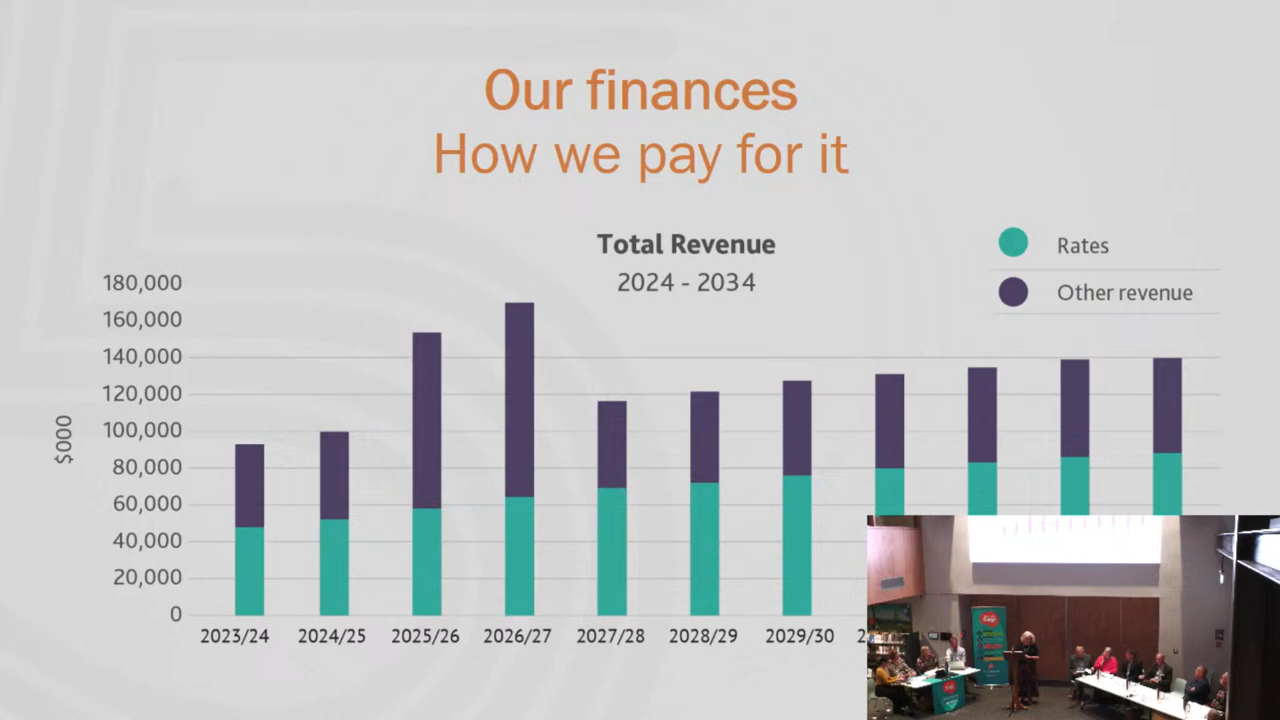 Our finances
How we pay for it
Total Revenue
2024 - 2034
Rates
Other revenue
$000
180,000
160,000
140,000
120,000
100,000
80,000
60,000
40,000
20,000
0
2023/24 2024/25 2025/26 2026/27 2027/28 2028/29 2029/30